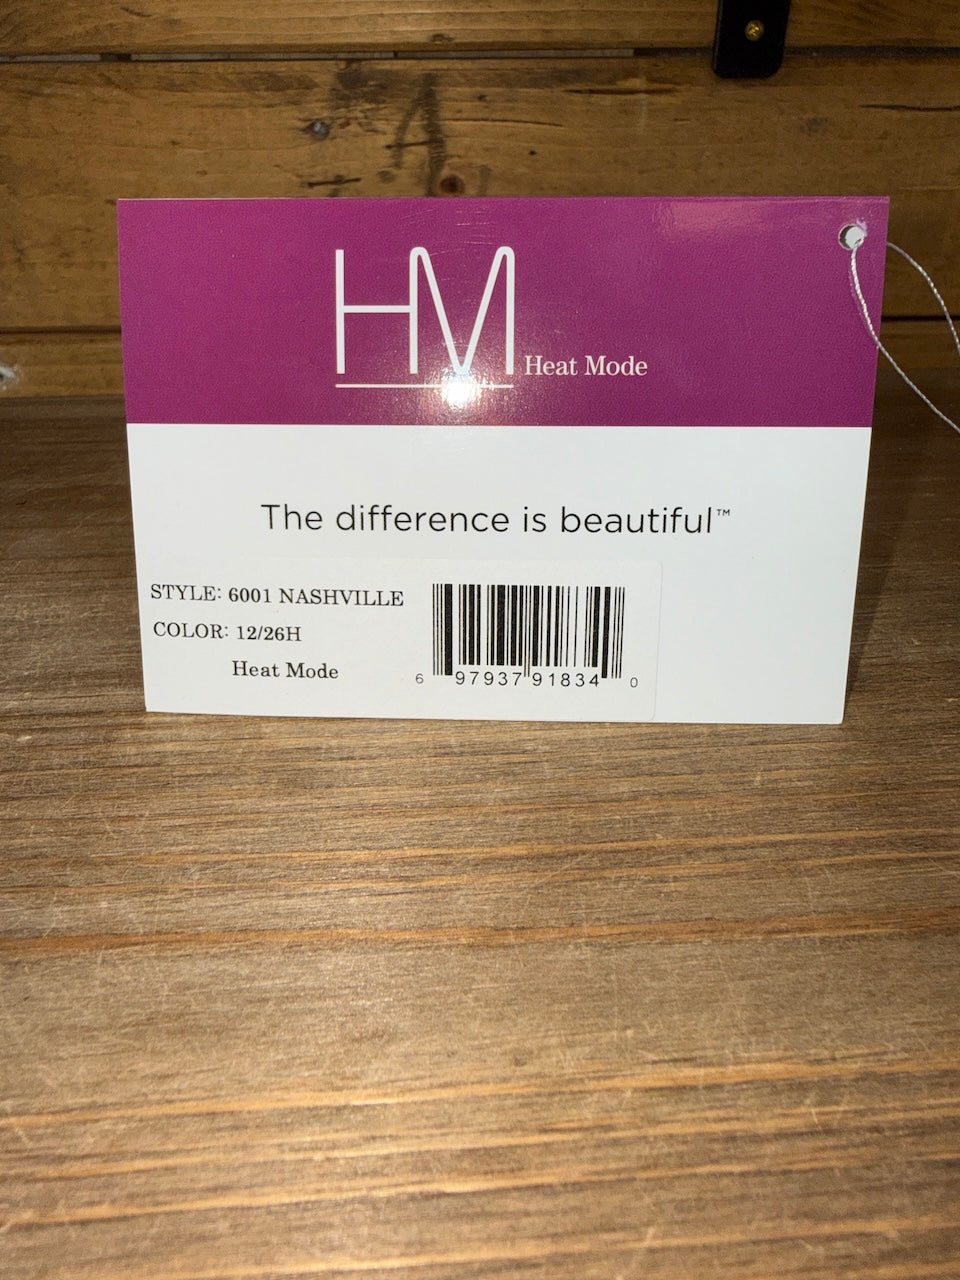 HM Heat Mode
The difference is beautiful™
STYLE: 6001 NASHVILLE
COLOR: 12/26H
Heat Mode
6 97937 91834 0